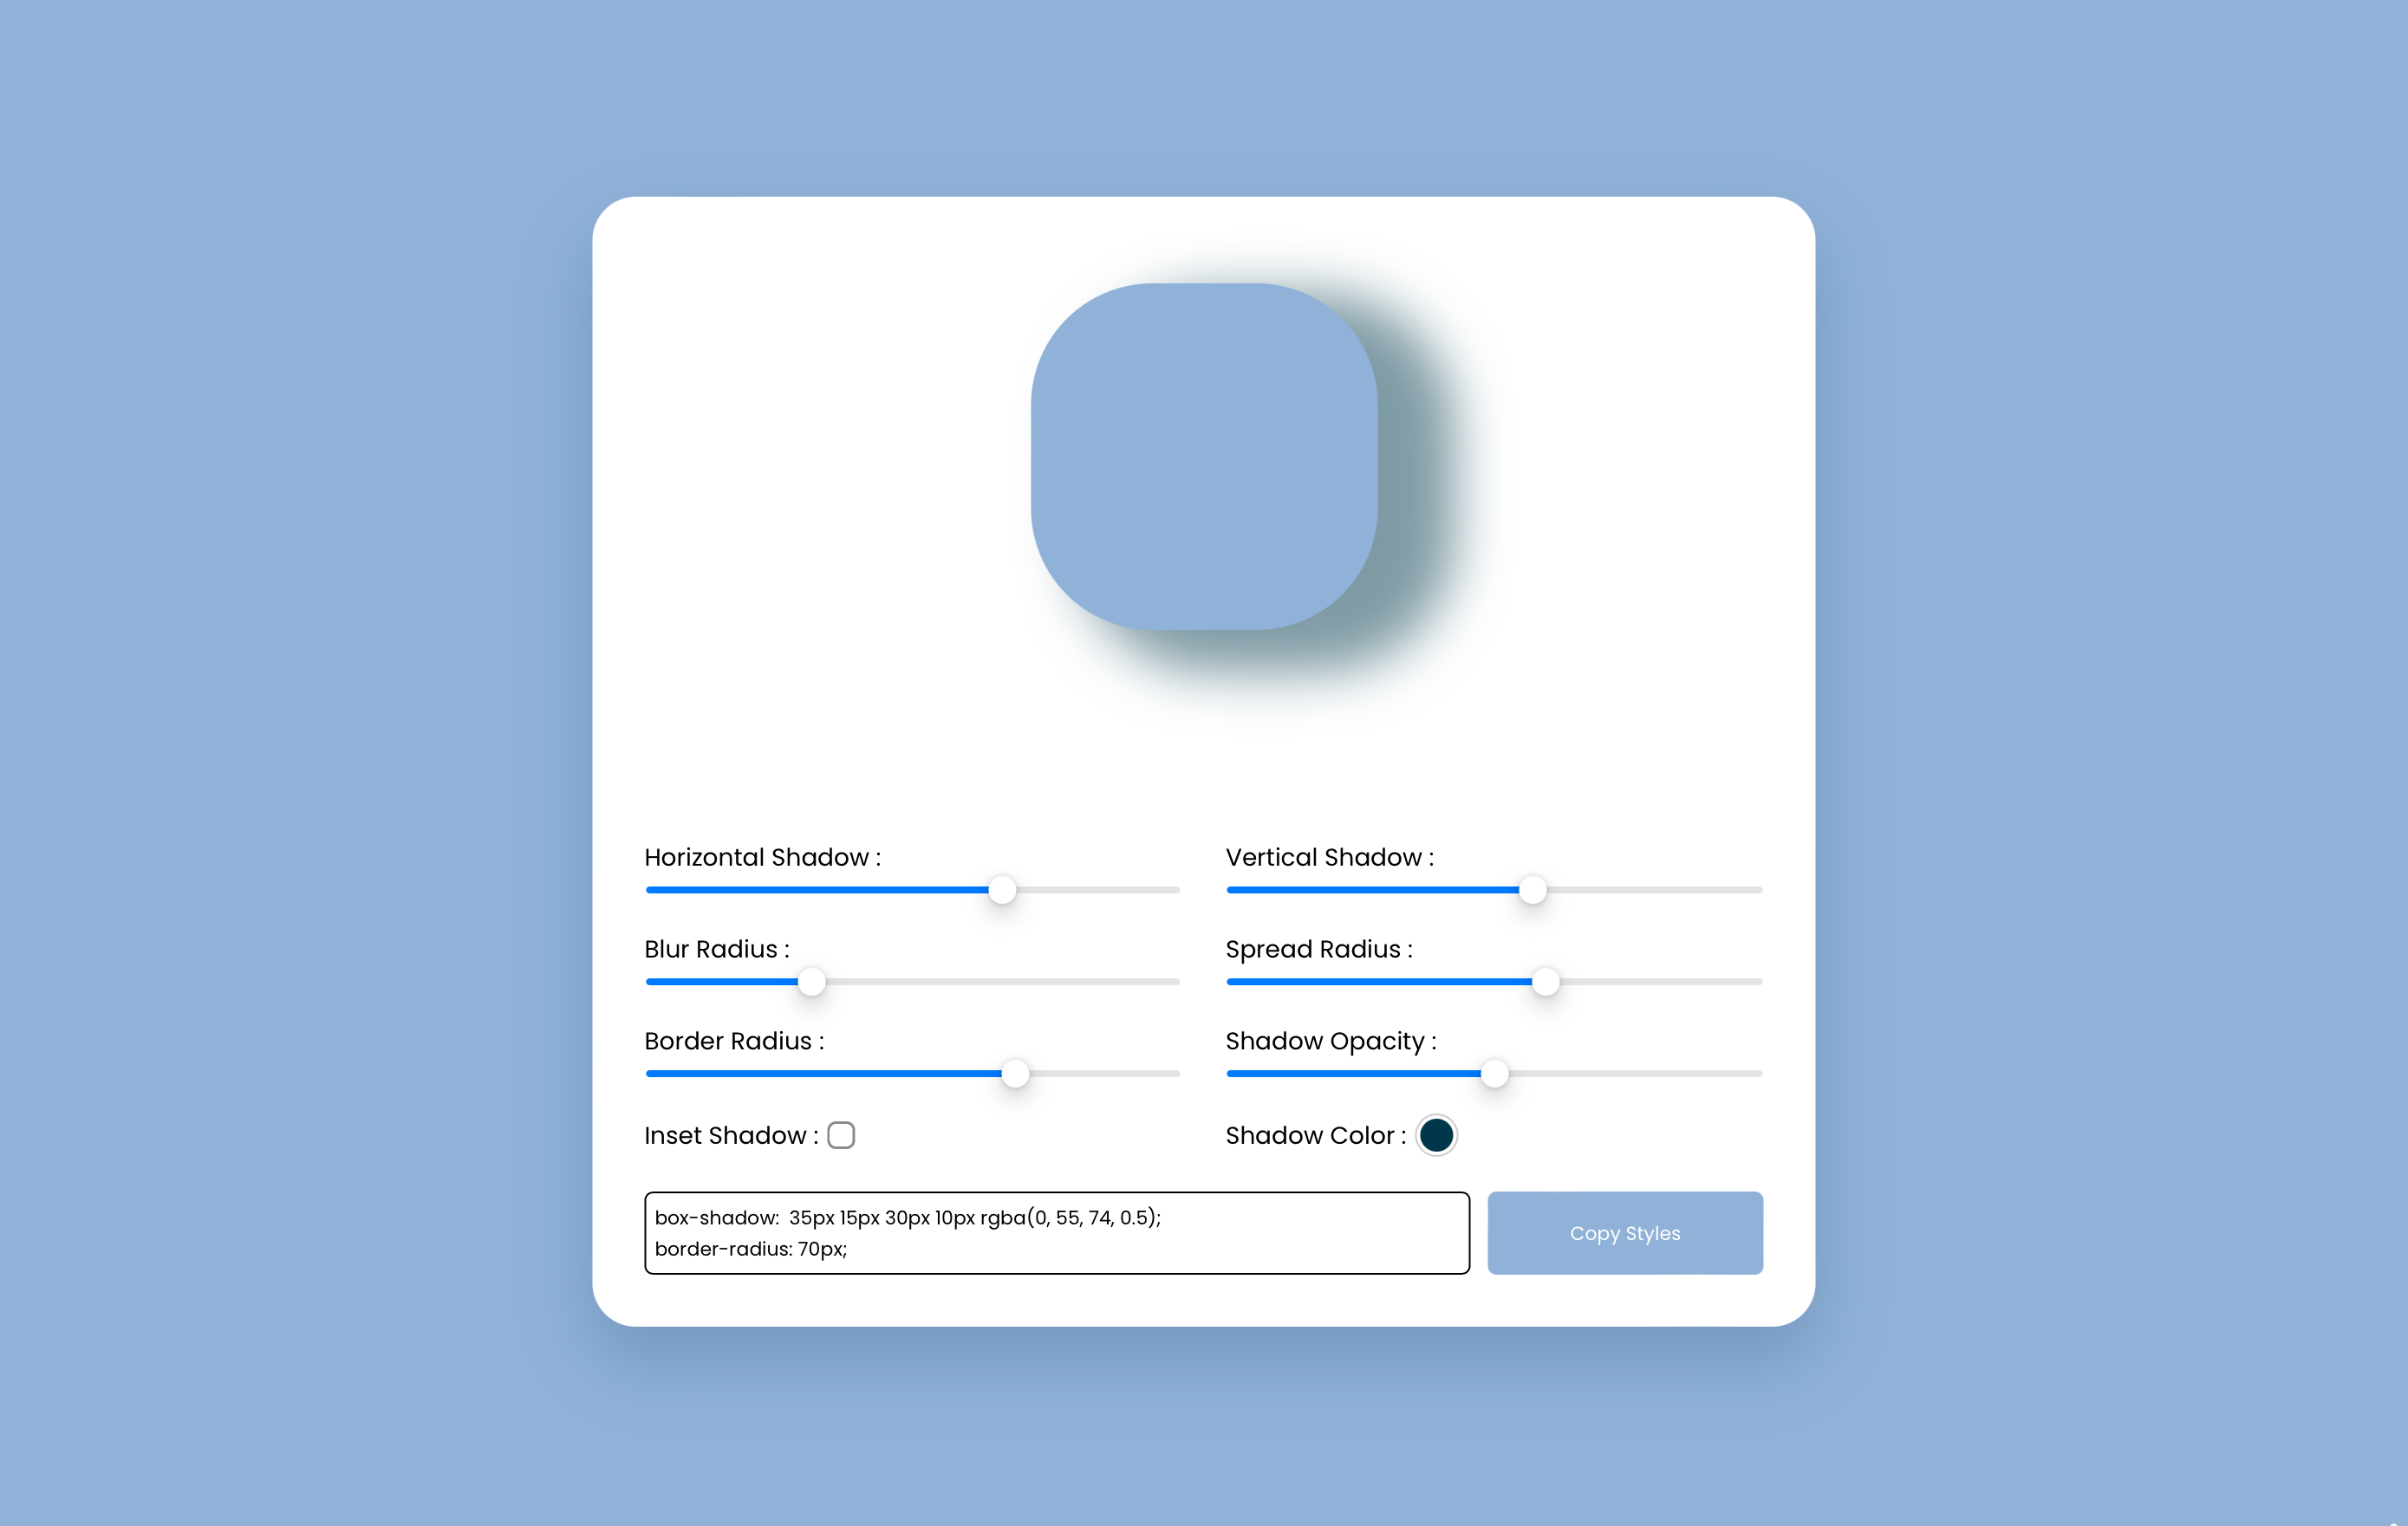 Horizontal Shadow :
Vertical Shadow :
Blur Radius :
Spread Radius :
Border Radius :
Shadow Opacity :
Inset Shadow :
Shadow Color :
box-shadow:  35px 15px 30px 10px rgba(0, 55, 74, 0.5);
border-radius: 70px;
Copy Styles